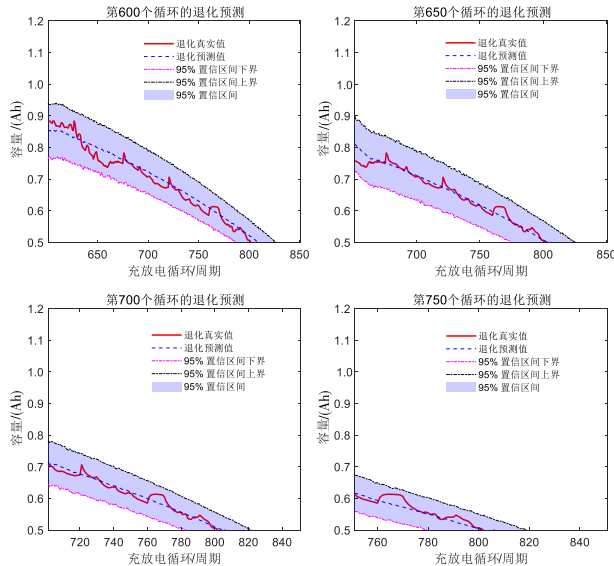 第600个循环的退化预测
1.2
1.1
1.0
0.9
0.8
0.7
0.6
0.5
容量/(Ah)
退化真实值
退化预测值
95% 置信区间下界
95% 置信区间上界
95% 置信区间
650 700 750 800 850
充放电循环/周期
第650个循环的退化预测
1.2
1.1
1.0
0.9
0.8
0.7
0.6
0.5
容量/(Ah)
退化真实值
退化预测值
95% 置信区间下界
95% 置信区间上界
95% 置信区间
700 750 800 850
充放电循环/周期
第700个循环的退化预测
1.2
1.1
1.0
0.9
0.8
0.7
0.6
0.5
容量/(Ah)
退化真实值
退化预测值
95% 置信区间下界
95% 置信区间上界
95% 置信区间
720 740 760 780 800 820 840
充放电循环/周期
第750个循环的退化预测
1.2
1.1
1.0
0.9
0.8
0.7
0.6
0.5
容量/(Ah)
退化真实值
退化预测值
95% 置信区间下界
95% 置信区间上界
95% 置信区间
760 780 800 820 840
充放电循环/周期